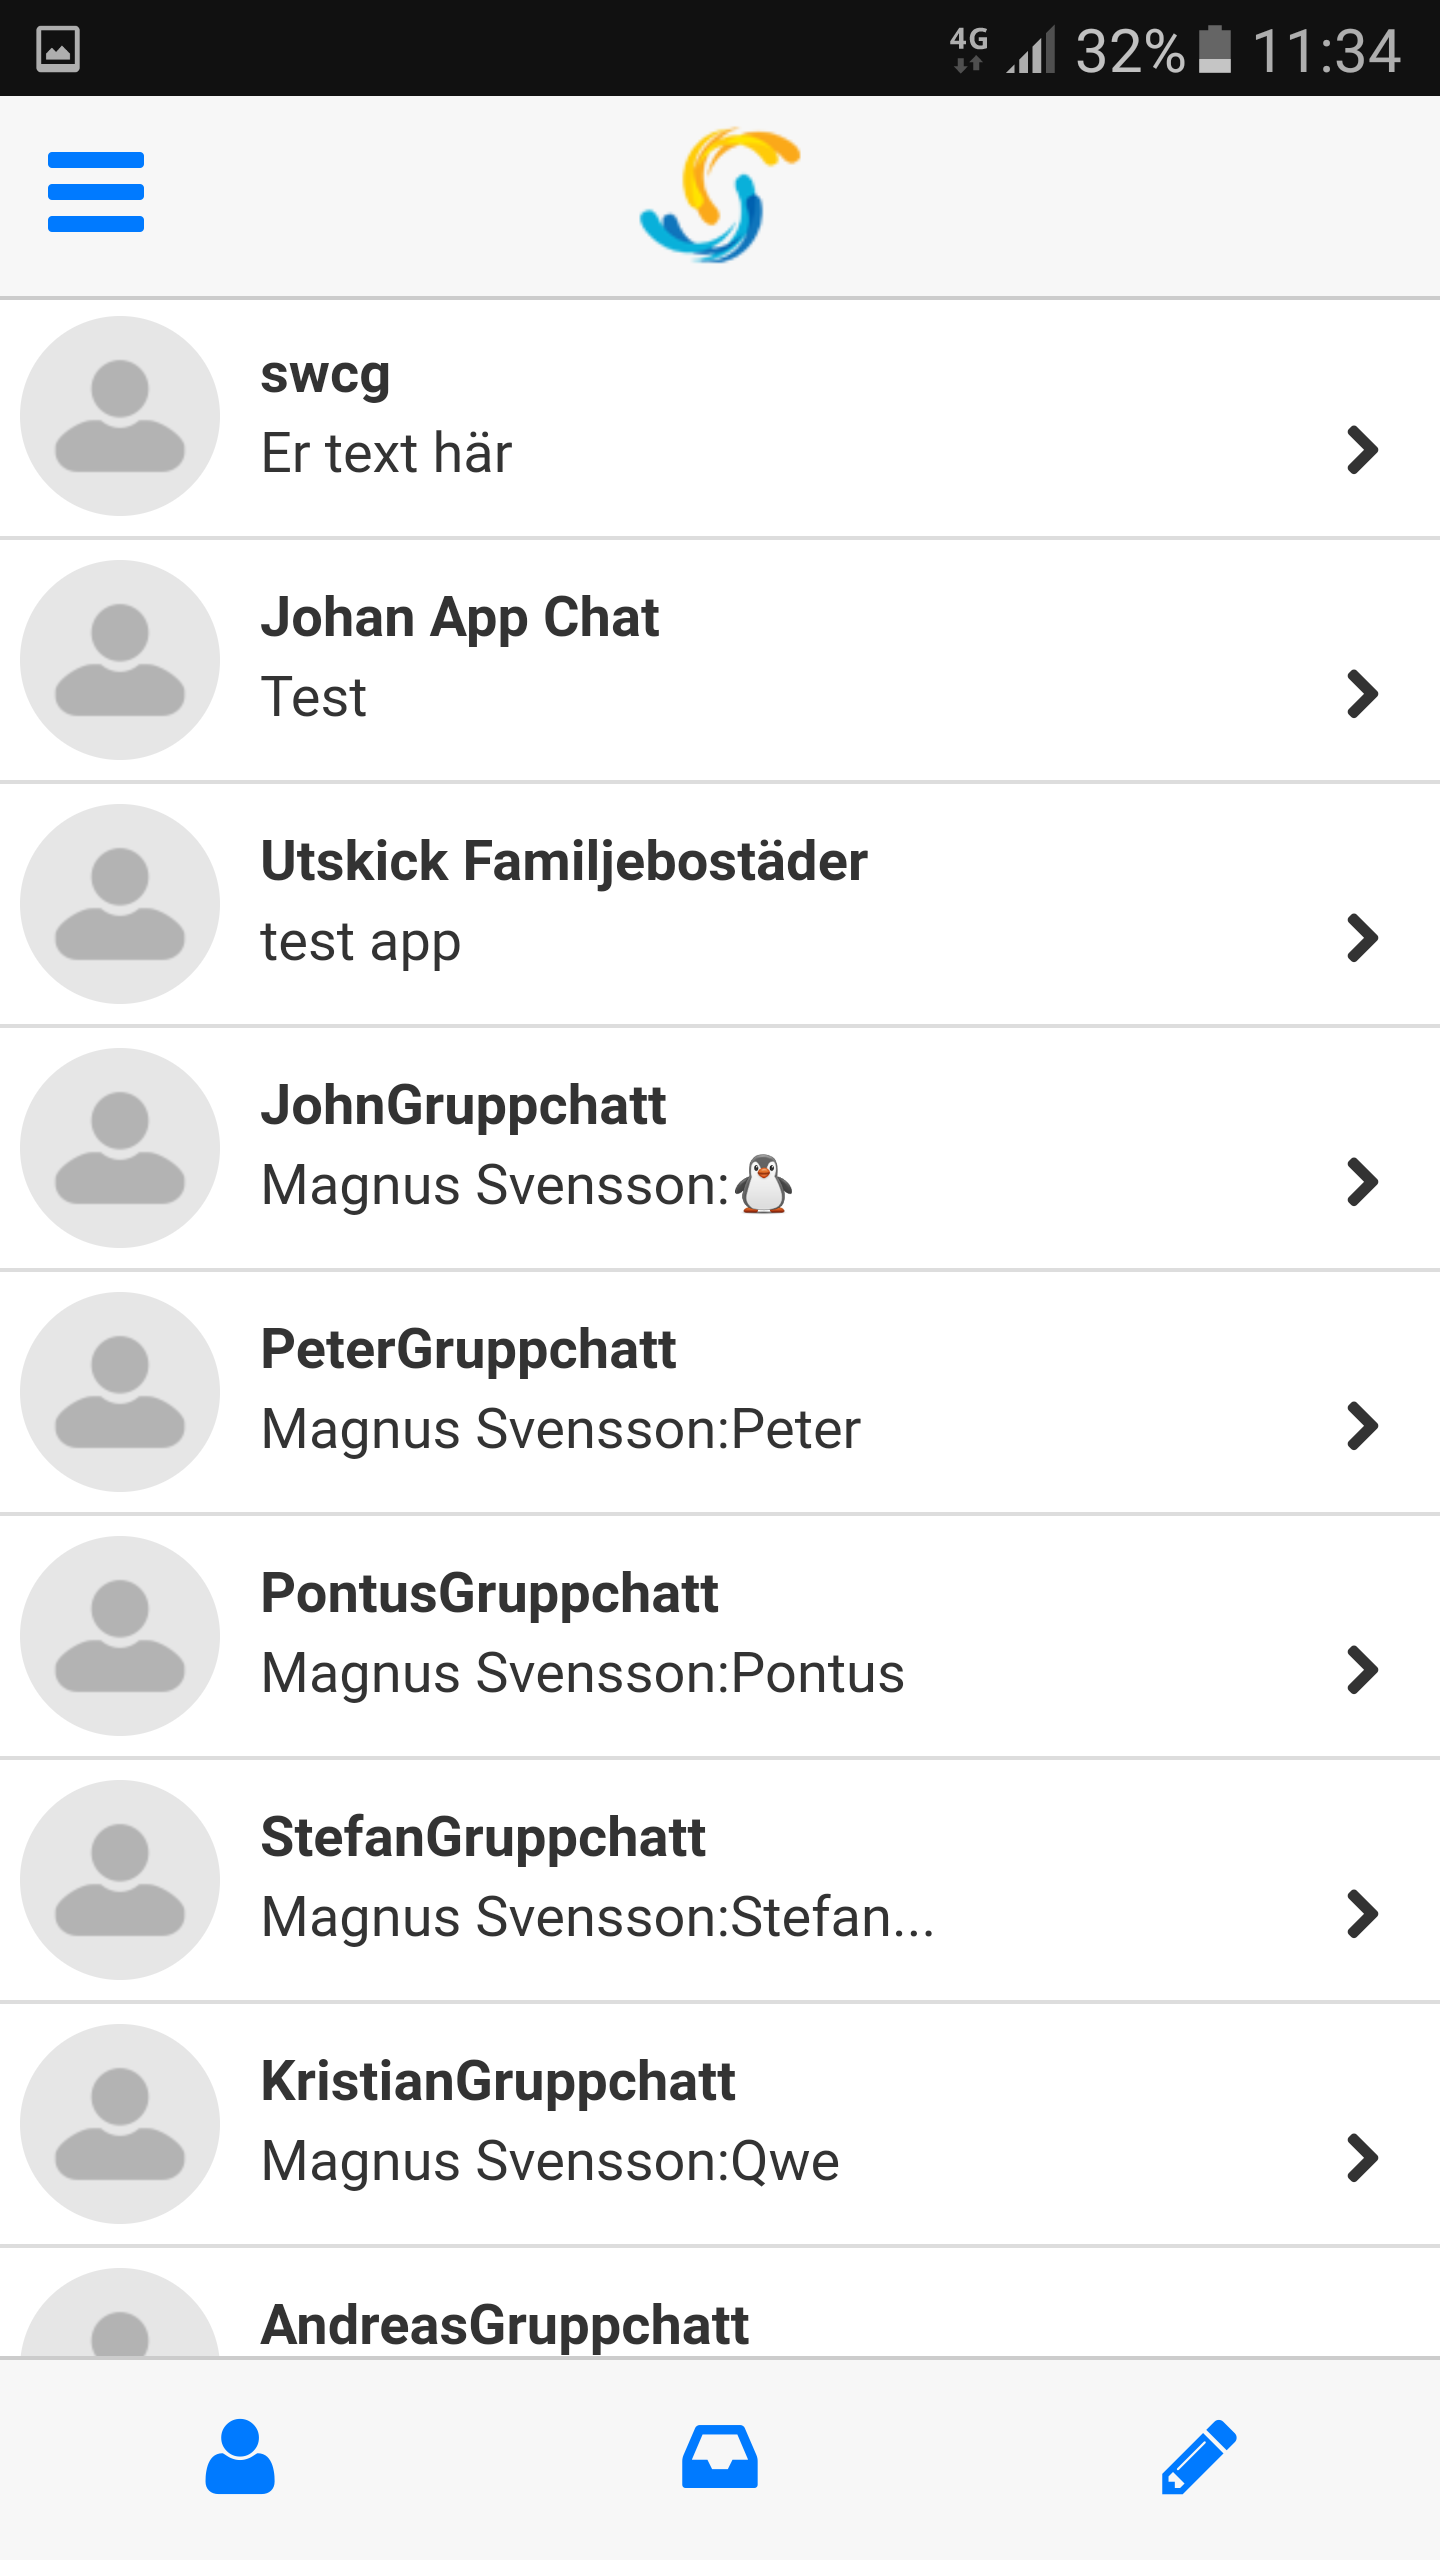 4G 32% 11:34
swcg
Er text här
Johan App Chat
Test
Utskick Familjebostäder
test app
JohnGruppchatt
Magnus Svensson:🐧
PeterGruppchatt
Magnus Svensson:Peter
PontusGruppchatt
Magnus Svensson:Pontus
StefanGruppchatt
Magnus Svensson:Stefan...
KristianGruppchatt
Magnus Svensson:Qwe
AndreasGruppchatt